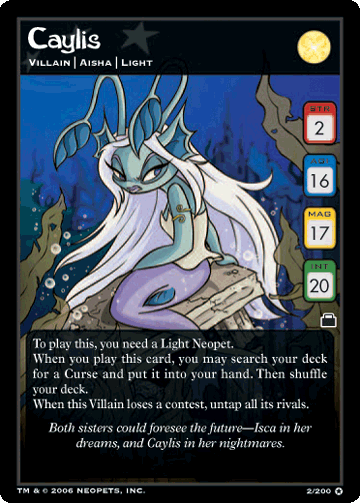 Caylis
VILLAIN | AISHA | LIGHT
STR
2
AGI
16
MAG
17
INT
20
To play this, you need a Light Neopet.
When you play this card, you may search your deck
for a Curse and put it into your hand. Then shuffle
your deck.
When this Villain loses a contest, untap all its rivals.
Both sisters could foresee the future—Isca in her
dreams, and Caylis in her nightmares.
TM & © 2006 NEOPETS, INC.
2/200